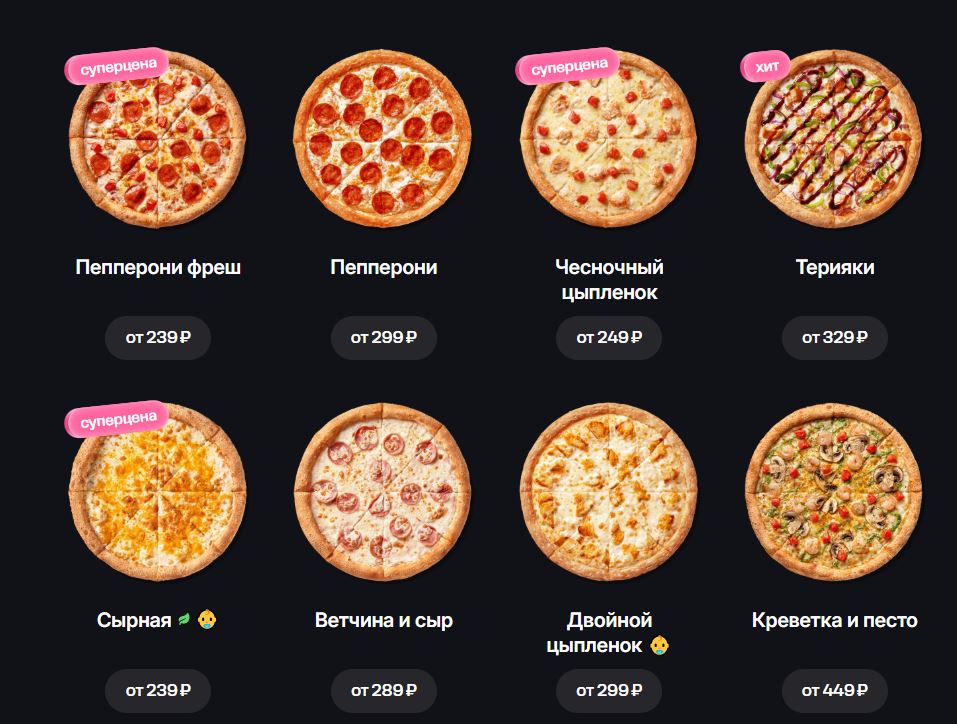 суперцена
суперцена
хит
Пепперони фреш
Пепперони
Чесночный
цыпленок
Терияки
от 239 ₽
от 299 ₽
от 249 ₽
от 329 ₽
суперцена
Сырная
Ветчина и сыр
Двойной
цыпленок
Креветка и песто
от 239 ₽
от 289 ₽
от 299 ₽
от 449 ₽